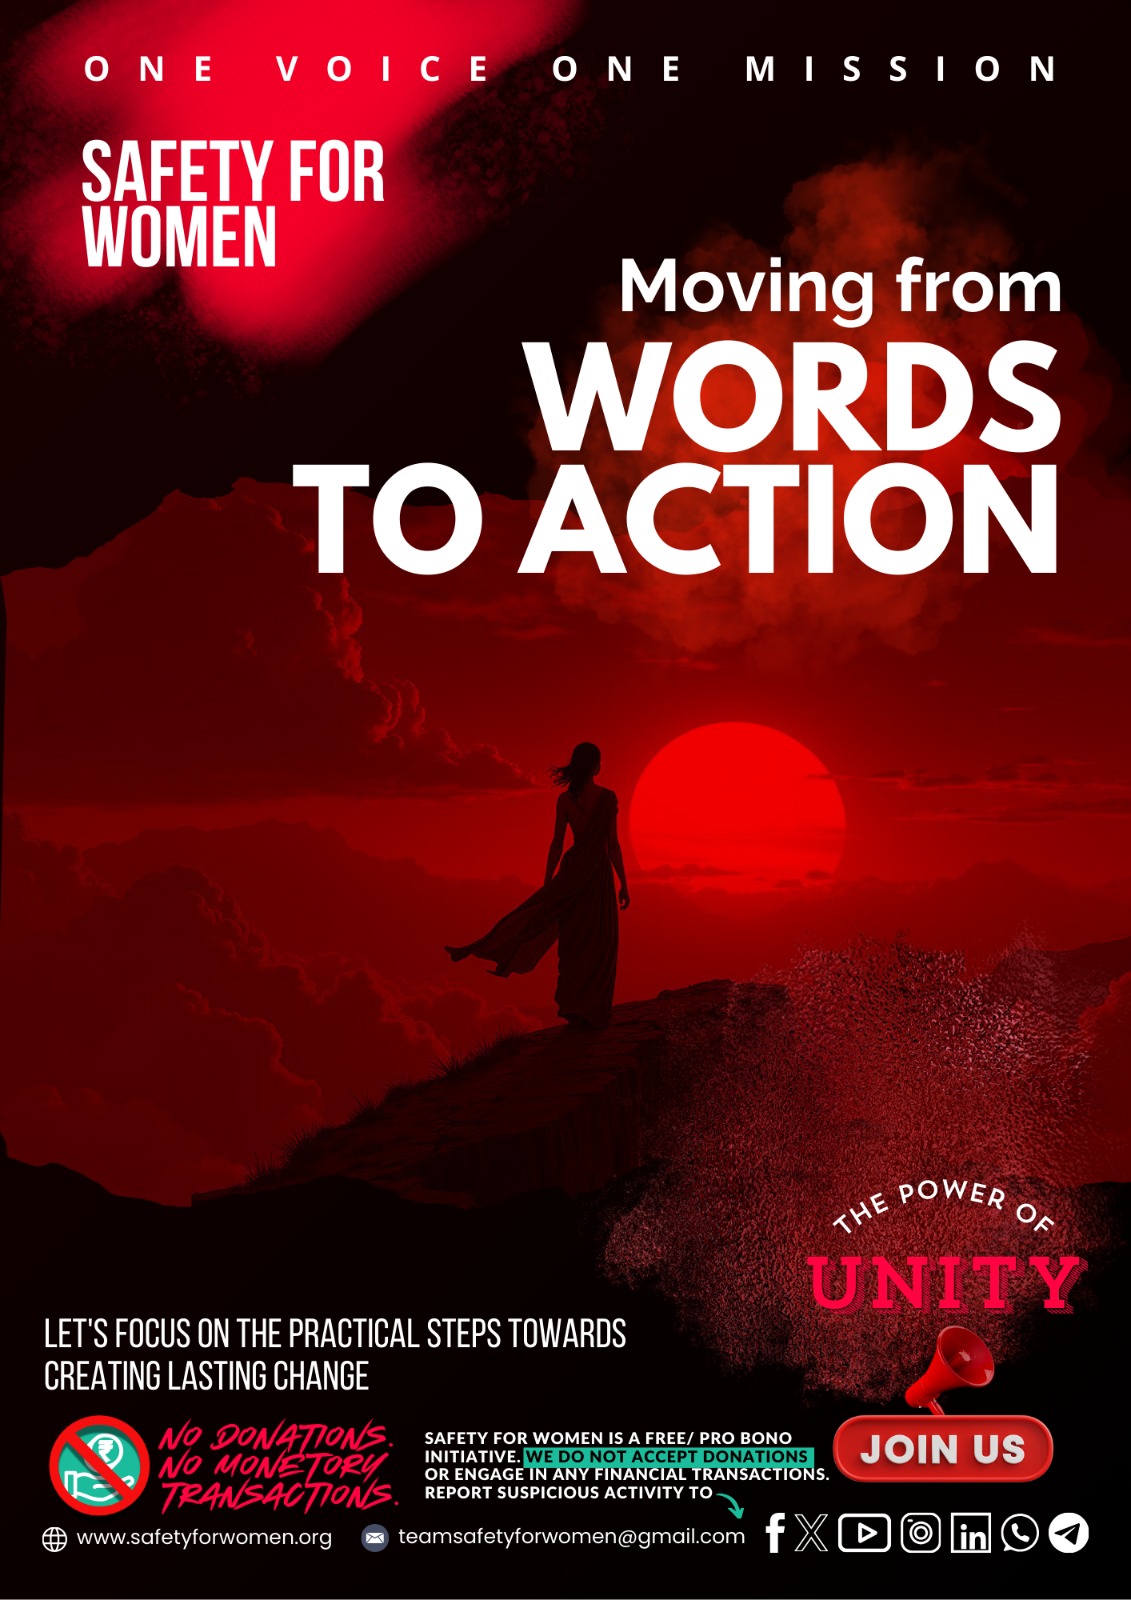 ONE VOICE ONE MISSION
SAFETY FOR
WOMEN
Moving from
WORDS
TO ACTION
THE POWER OF
UNITY
LET'S FOCUS ON THE PRACTICAL STEPS TOWARDS
CREATING LASTING CHANGE
NO DONATIONS.
NO MONETORY
TRANSACTIONS.
SAFETY FOR WOMEN IS A FREE/ PRO BONO
INITIATIVE. WE DO NOT ACCEPT DONATIONS
OR ENGAGE IN ANY FINANCIAL TRANSACTIONS.
REPORT SUSPICIOUS ACTIVITY TO
JOIN US
www.safetyforwomen.org
teamsafetyforwomen@gmail.com